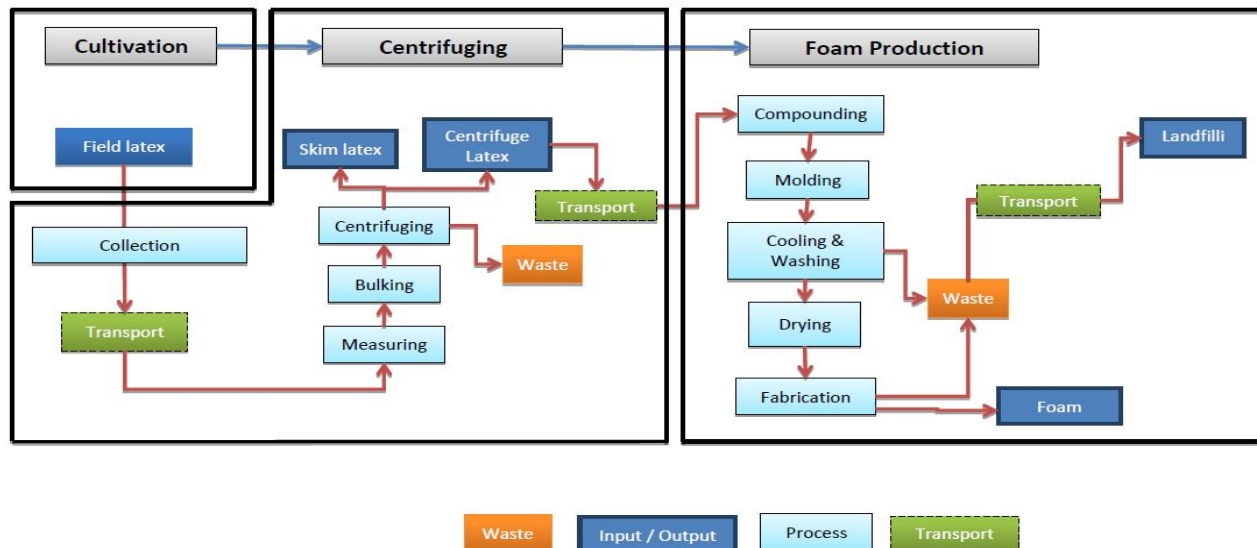 Cultivation
Centrifuging
Foam Production
Field latex
Skim latex
Centrifuge
Latex
Compounding
Landfilli
Molding
Transport
Transport
Centrifuging
Collection
Cooling &
Washing
Waste
Bulking
Waste
Transport
Drying
Measuring
Fabrication
Foam
Waste
Input / Output
Process
Transport